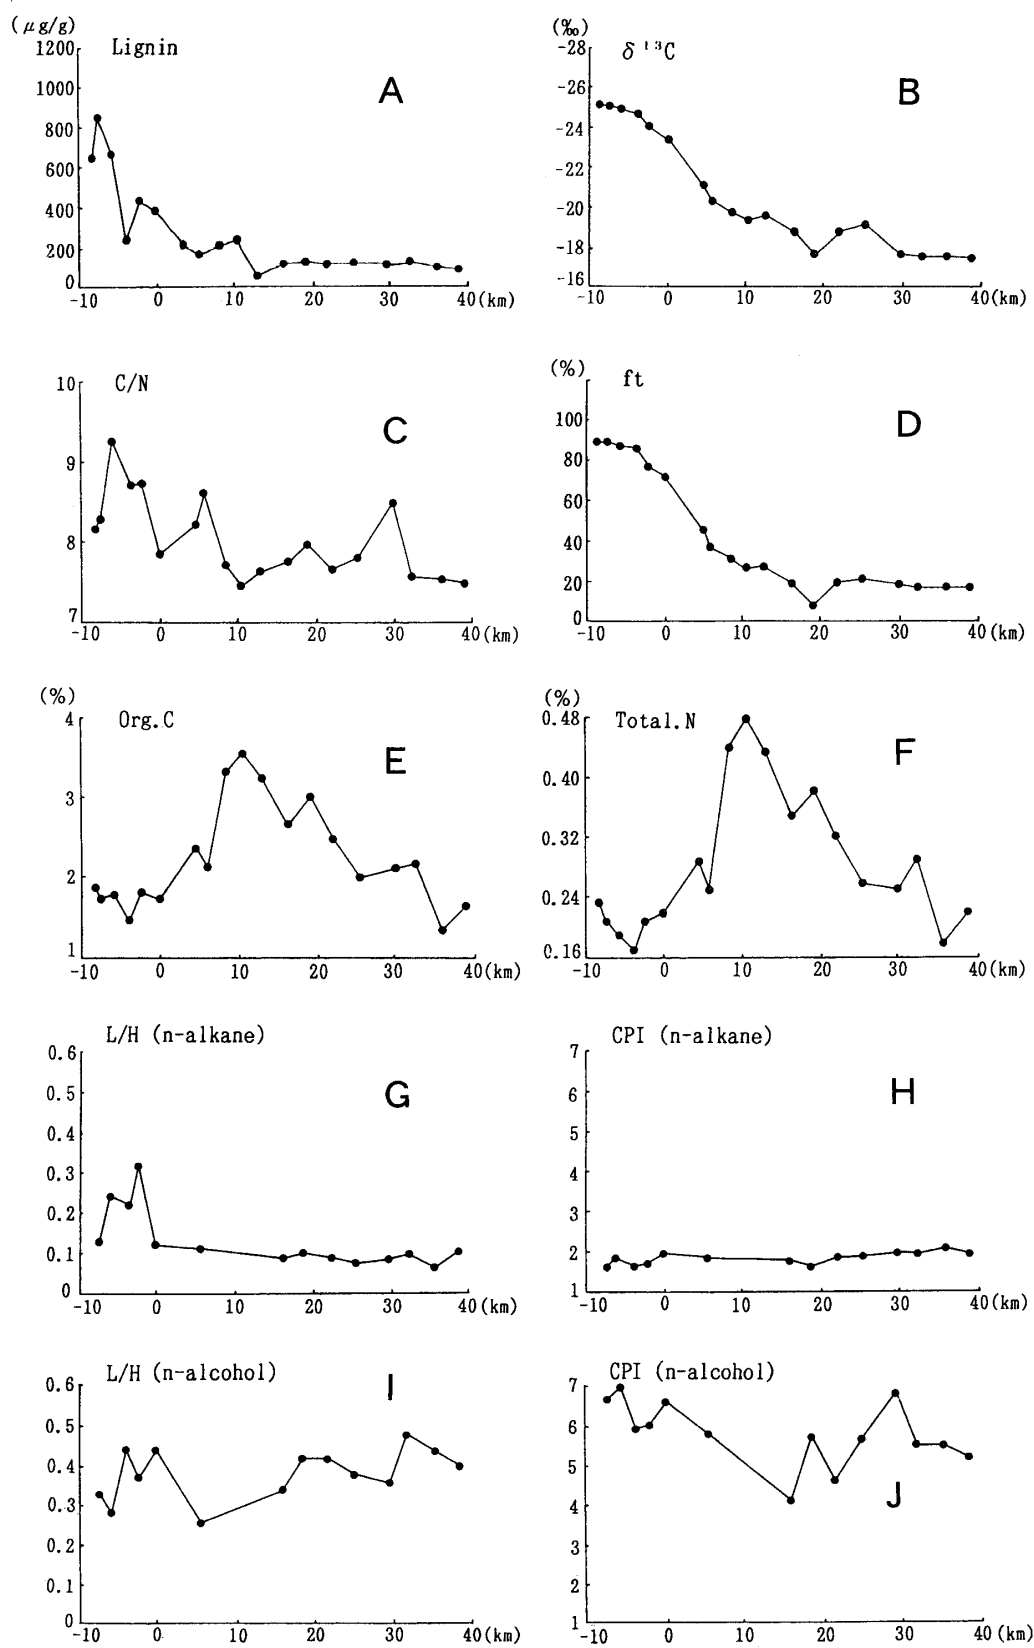 (μg/g)
Lignin
A
1200
1000
800
600
400
200
0
-10 0 10 20 30 40(km)
(‰)
δ¹³C
B
-28
-26
-24
-22
-20
-18
-16
-10 0 10 20 30 40(km)
C/N
C
10
9
8
7
-10 0 10 20 30 40(km)
(%)
ft
D
100
80
60
40
20
0
-10 0 10 20 30 40(km)
(%)
Org.C
E
4
3
2
1
-10 0 10 20 30 40(km)
(%)
Total.N
F
0.48
0.40
0.32
0.24
0.16
-10 0 10 20 30 40(km)
L/H (n-alkane)
G
0.6
0.5
0.4
0.3
0.2
0.1
0
-10 0 10 20 30 40(km)
CPI (n-alkane)
H
7
6
5
4
3
2
1
-10 0 10 20 30 40(km)
L/H (n-alcohol)
I
0.6
0.5
0.4
0.3
0.2
0.1
0
-10 0 10 20 30 40(km)
CPI (n-alcohol)
J
7
6
5
4
3
2
1
-10 0 10 20 30 40 (km)